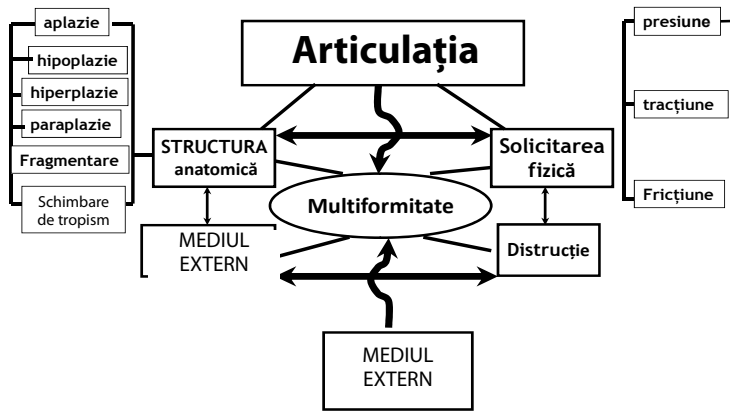 Articulația
aplazie
hipoplazie
hiperplazie
paraplazie
Fragmentare
Schimbare
de tropism
STRUCTURA
anatomică
Solicitarea
fizică
presiune
tracțiune
Fricțiune
Multiformitate
MEDIUL
EXTERN
Distrucție
MEDIUL
EXTERN